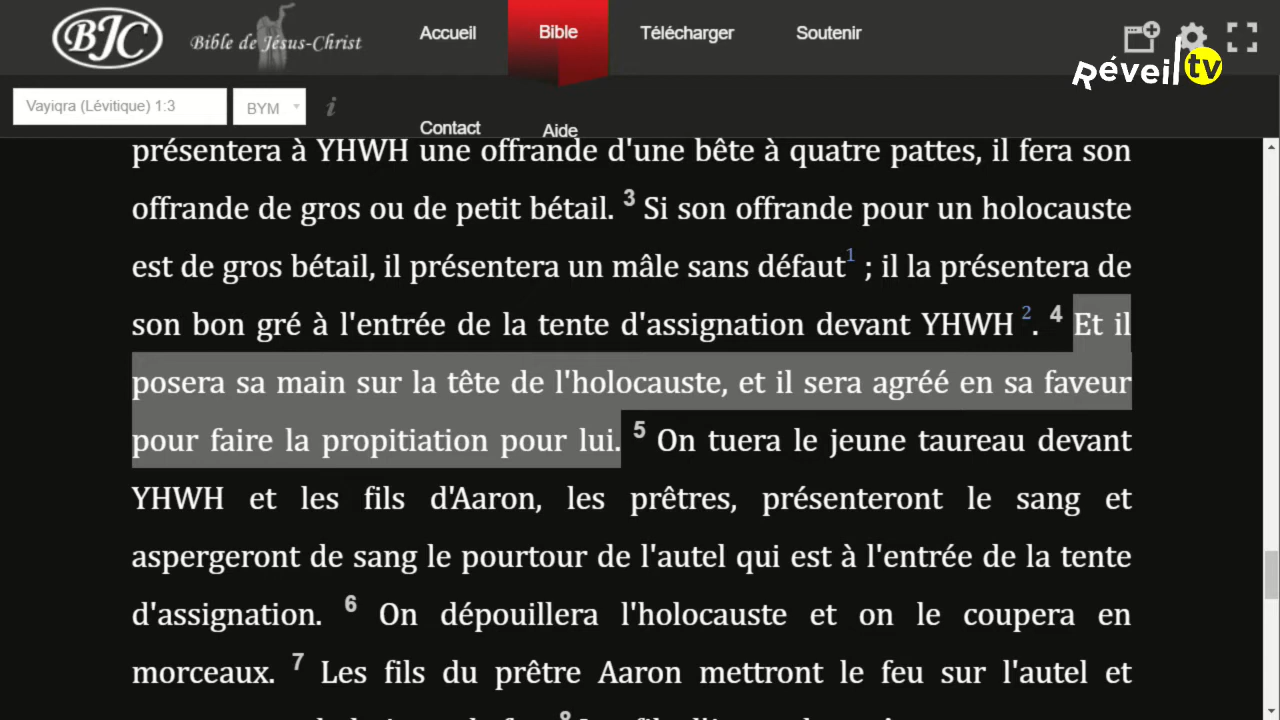 BJC Bible de Jésus-Christ Accueil Bible Télécharger Soutenir
Réveil tv
Vayiqra (Lévitique) 1:3 BYM i Contact Aide
présentera à YHWH une offrande d'une bête à quatre pattes, il fera son
offrande de gros ou de petit bétail. 3 Si son offrande pour un holocauste
est de gros bétail, il présentera un mâle sans défaut1 ; il la présentera de
son bon gré à l'entrée de la tente d'assignation devant YHWH 2. 4 Et il
posera sa main sur la tête de l'holocauste, et il sera agréé en sa faveur
pour faire la propitiation pour lui. 5 On tuera le jeune taureau devant
YHWH et les fils d'Aaron, les prêtres, présenteront le sang et
aspergeront de sang le pourtour de l'autel qui est à l'entrée de la tente
d'assignation. 6 On dépouillera l'holocauste et on le coupera en
morceaux. 7 Les fils du prêtre Aaron mettront le feu sur l'autel et
8